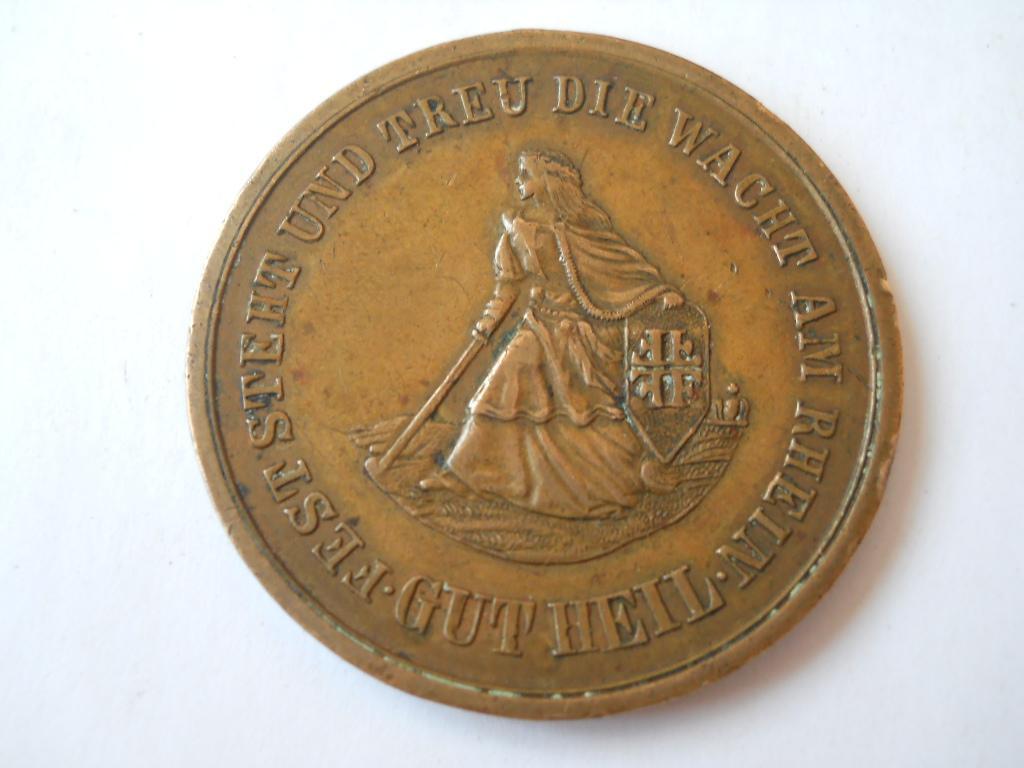 FEST STEHT UND TREU DIE WACHT AM RHEIN
· GUT HEIL ·